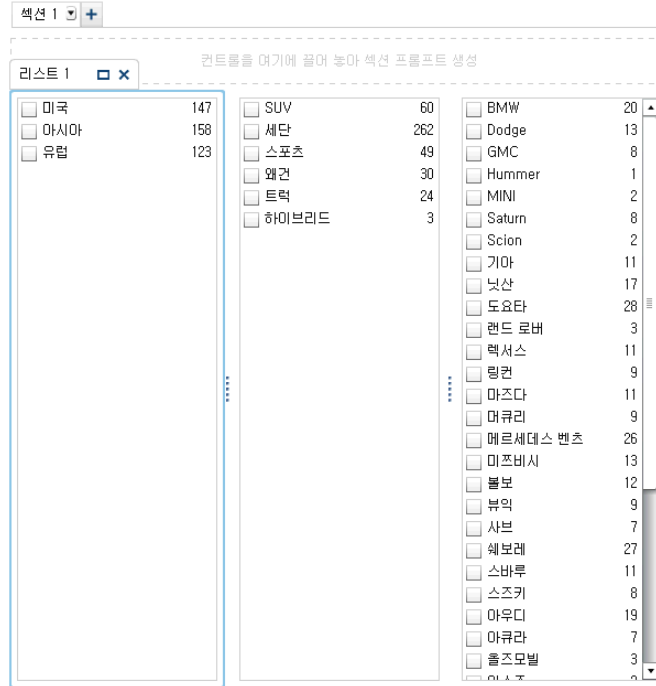 섹션 1
컨트롤을 여기에 끌어 놓아 섹션 프롬프트 생성
리스트 1
미국 147
아시아 158
유럽 123
SUV 60
세단 262
스포츠 49
왜건 30
트럭 24
하이브리드 3
BMW 20
Dodge 13
GMC 8
Hummer 1
MINI 2
Saturn 8
Scion 2
기아 11
닛산 17
도요타 28
랜드 로버 3
렉서스 11
링컨 9
마즈다 11
머큐리 9
메르세데스 벤츠 26
미쯔비시 13
볼보 12
뷰익 9
사브 7
쉐보레 27
스바루 11
스즈키 8
아우디 19
아큐라 7
올즈모빌 3